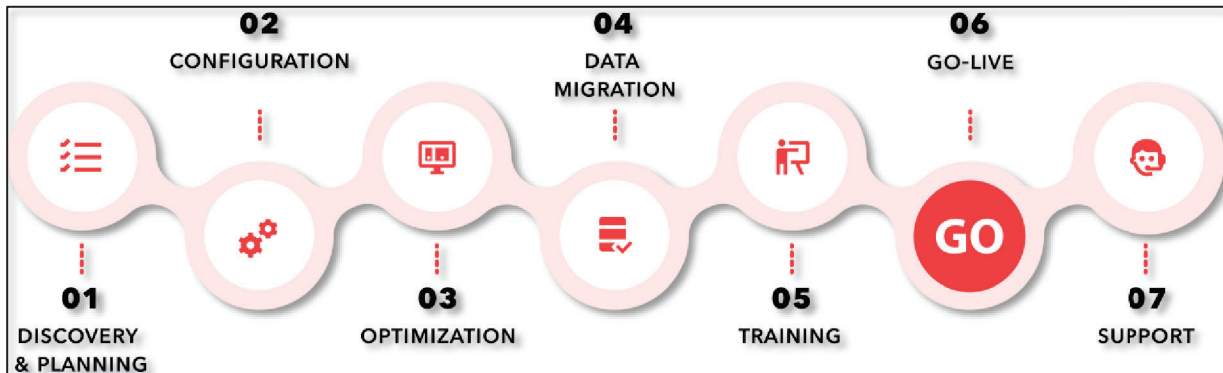 01
DISCOVERY
& PLANNING
02
CONFIGURATION
03
OPTIMIZATION
04
DATA
MIGRATION
05
TRAINING
06
GO-LIVE
GO
07
SUPPORT